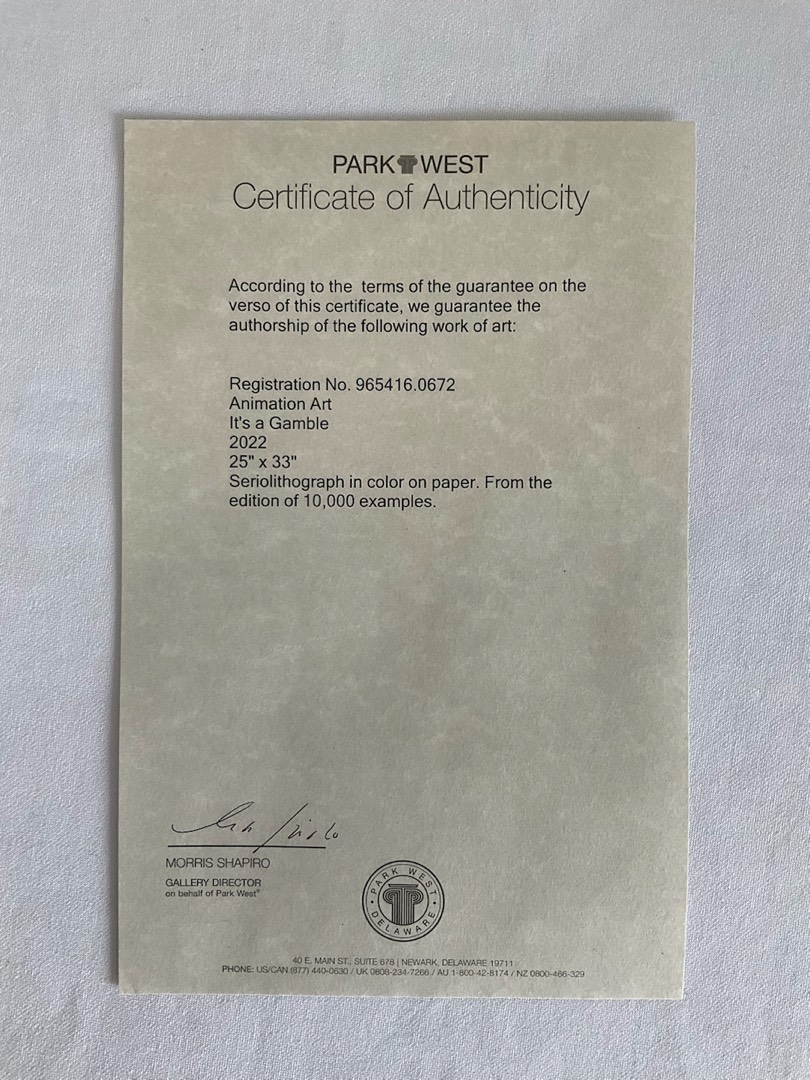 PARK WEST
Certificate of Authenticity
According to the terms of the guarantee on the
verso of this certificate, we guarantee the
authorship of the following work of art:
Registration No. 965416.0672
Animation Art
It's a Gamble
2022
25" x 33"
Seriolithograph in color on paper. From the
edition of 10,000 examples.
MORRIS SHAPIRO
GALLERY DIRECTOR
on behalf of Park West®
PARK WEST
DELAWARE
40 E. MAIN ST., SUITE 678 | NEWARK, DELAWARE 19711
PHONE: US/CAN (877) 440-0630 / UK 0808-234-7266 / AU 1-800-42-8174 / NZ 0800-466-329